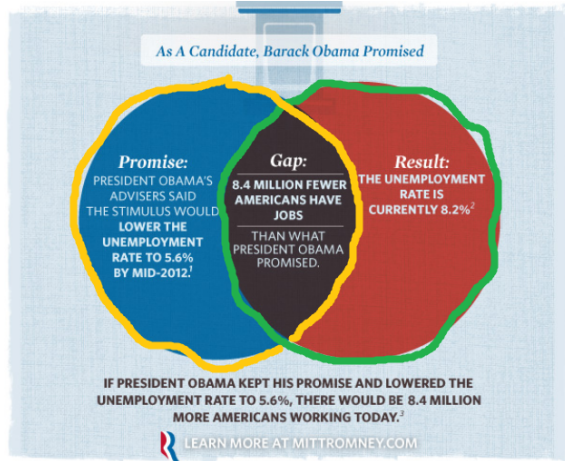 As A Candidate, Barack Obama Promised
Promise:
PRESIDENT OBAMA'S
ADVISERS SAID
THE STIMULUS WOULD
LOWER THE
UNEMPLOYMENT
RATE TO 5.6%
BY MID-2012.¹
Gap:
8.4 MILLION FEWER
AMERICANS HAVE
JOBS
THAN WHAT
PRESIDENT OBAMA
PROMISED.
Result:
THE UNEMPLOYMENT
RATE IS
CURRENTLY 8.2%²
IF PRESIDENT OBAMA KEPT HIS PROMISE AND LOWERED THE
UNEMPLOYMENT RATE TO 5.6%, THERE WOULD BE 8.4 MILLION
MORE AMERICANS WORKING TODAY.³
LEARN MORE AT MITTROMNEY.COM